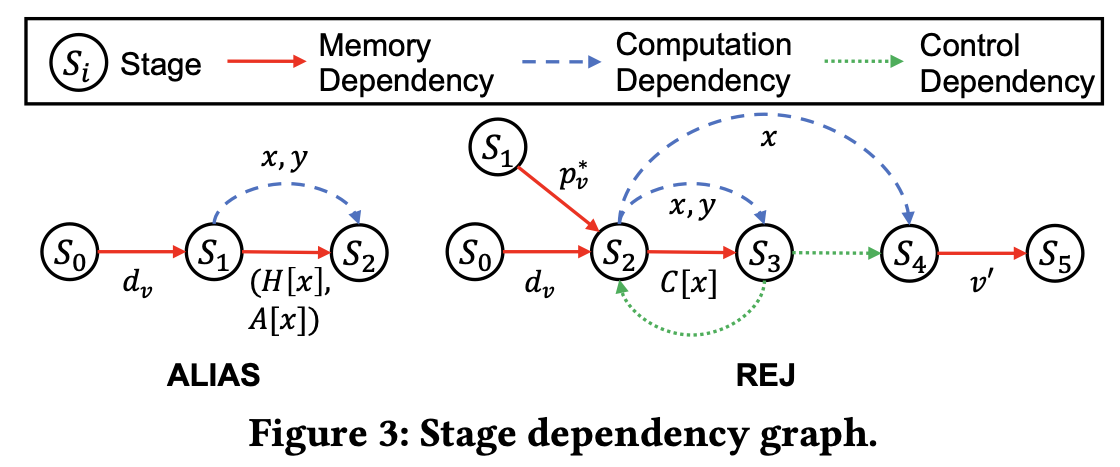 S_i Stage Memory Dependency Computation Dependency Control Dependency
S_0 d_v S_1 x, y (H[x], A[x]) S_2
ALIAS
S_1 p_v^* S_0 d_v S_2 x, y C[x] x S_3 S_4 v' S_5
REJ
Figure 3: Stage dependency graph.